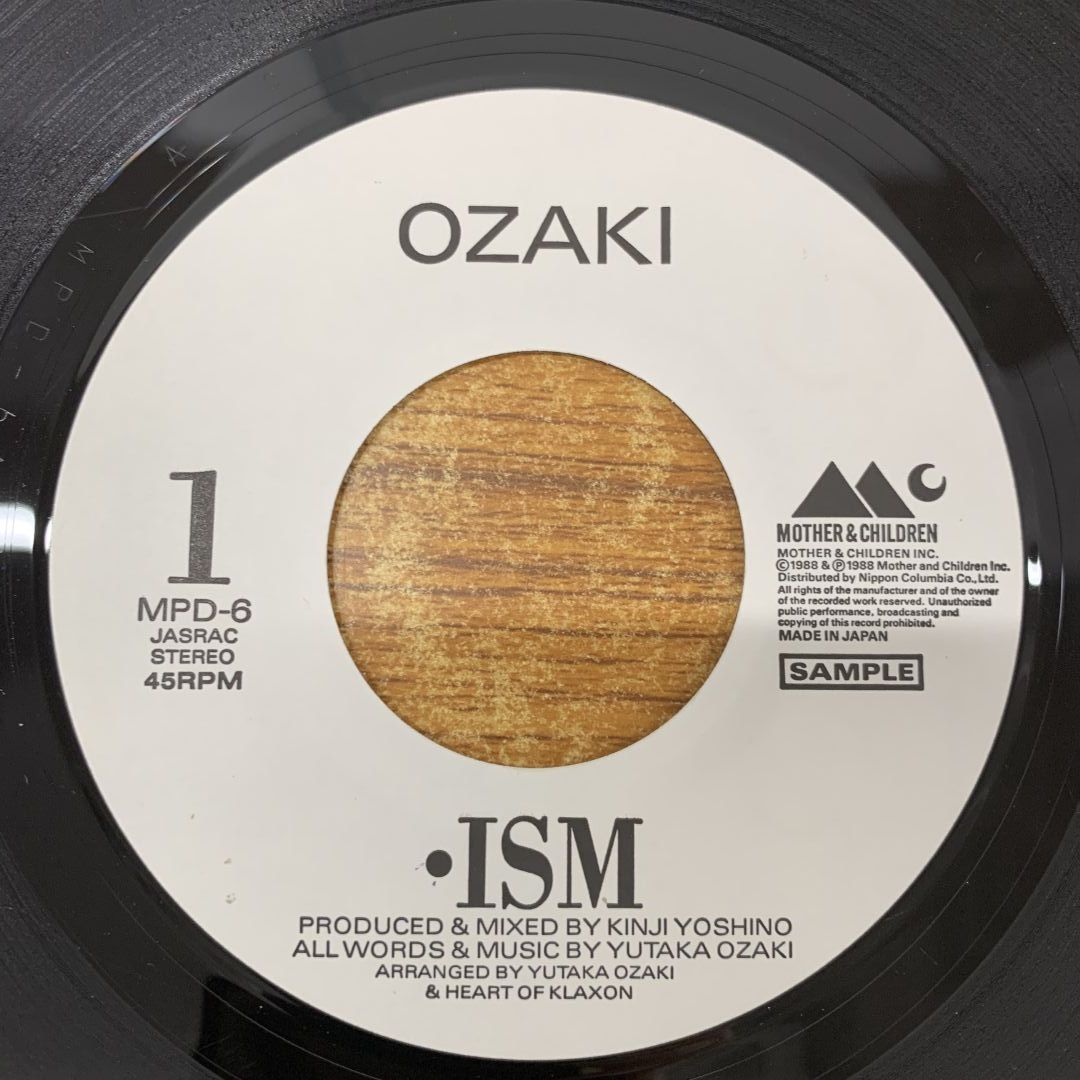 OZAKI
1
MPD-6
JASRAC
STEREO
45RPM
MOTHER & CHILDREN
MOTHER & CHILDREN INC.
©1988 & ℗1988 Mother and Children Inc.
Distributed by Nippon Columbia Co., Ltd.
All rights of the manufacturer and of the owner
of the recorded work reserved. Unauthorized
public performance, broadcasting and
copying of this record prohibited.
MADE IN JAPAN
SAMPLE
•ISM
PRODUCED & MIXED BY KINJI YOSHINO
ALL WORDS & MUSIC BY YUTAKA OZAKI
ARRANGED BY YUTAKA OZAKI
& HEART OF KLAXON